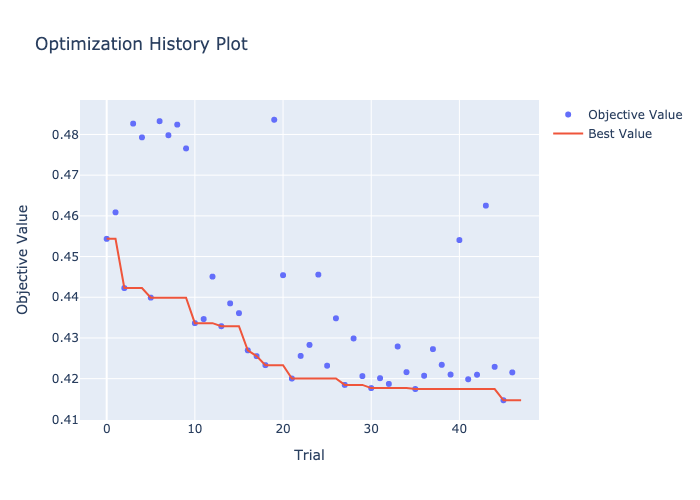 Optimization History Plot
Objective Value
Best Value
0.48
0.47
0.46
0.45
0.44
0.43
0.42
0.41
Objective Value
0
10
20
30
40
Trial